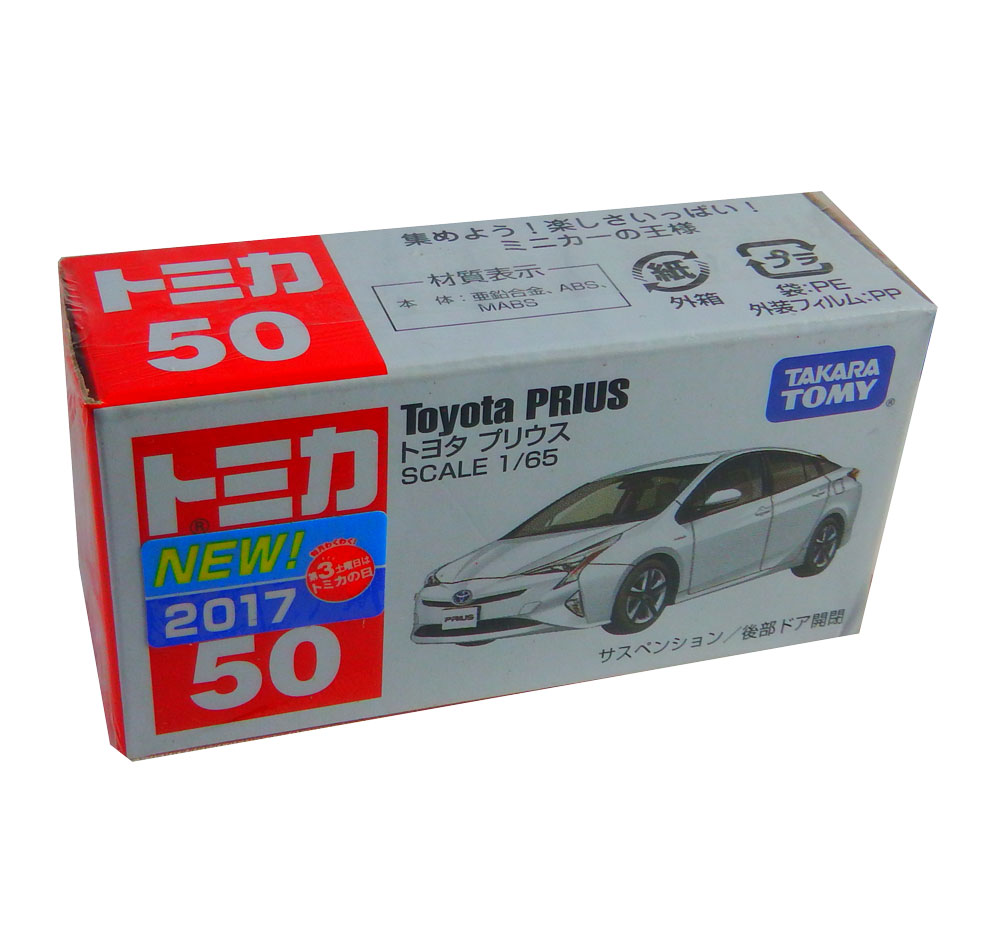 トミカ
50
集めよう！楽しさいっぱい！
ミニカーの王様
材質表示
本 体：亜鉛合金、ABS、
MABS
紙
外箱
プラ
袋:PE
外装フィルム:PP
TAKARA
TOMY
®
Toyota PRIUS
トヨタ プリウス
SCALE 1/65
トミカ
®
NEW!
2017
第3土曜日は
トミカの日
50
PRIUS
サスペンション／後部ドア開閉